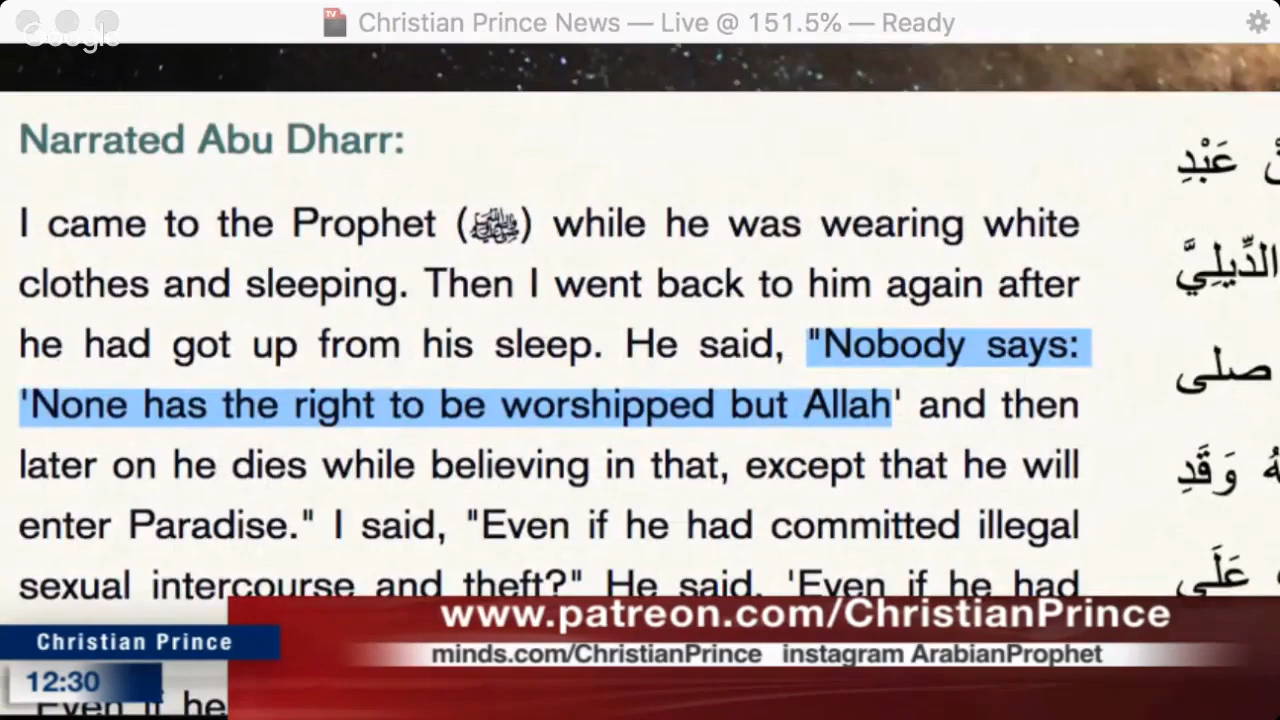 Christian Prince News — Live @ 151.5% — Ready
Google
Narrated Abu Dharr:
I came to the Prophet (ﷺ) while he was wearing white
clothes and sleeping. Then I went back to him again after
he had got up from his sleep. He said, "Nobody says:
'None has the right to be worshipped but Allah' and then
later on he dies while believing in that, except that he will
enter Paradise." I said, "Even if he had committed illegal
sexual intercourse and theft?" He said. 'Even if he had
Even if he
عَبْدِ
الدِّيلِيَّ
صلى
وَقَدِ
عَلَى
www.patreon.com/ChristianPrince
minds.com/ChristianPrince instagram ArabianProphet
Christian Prince
12:30